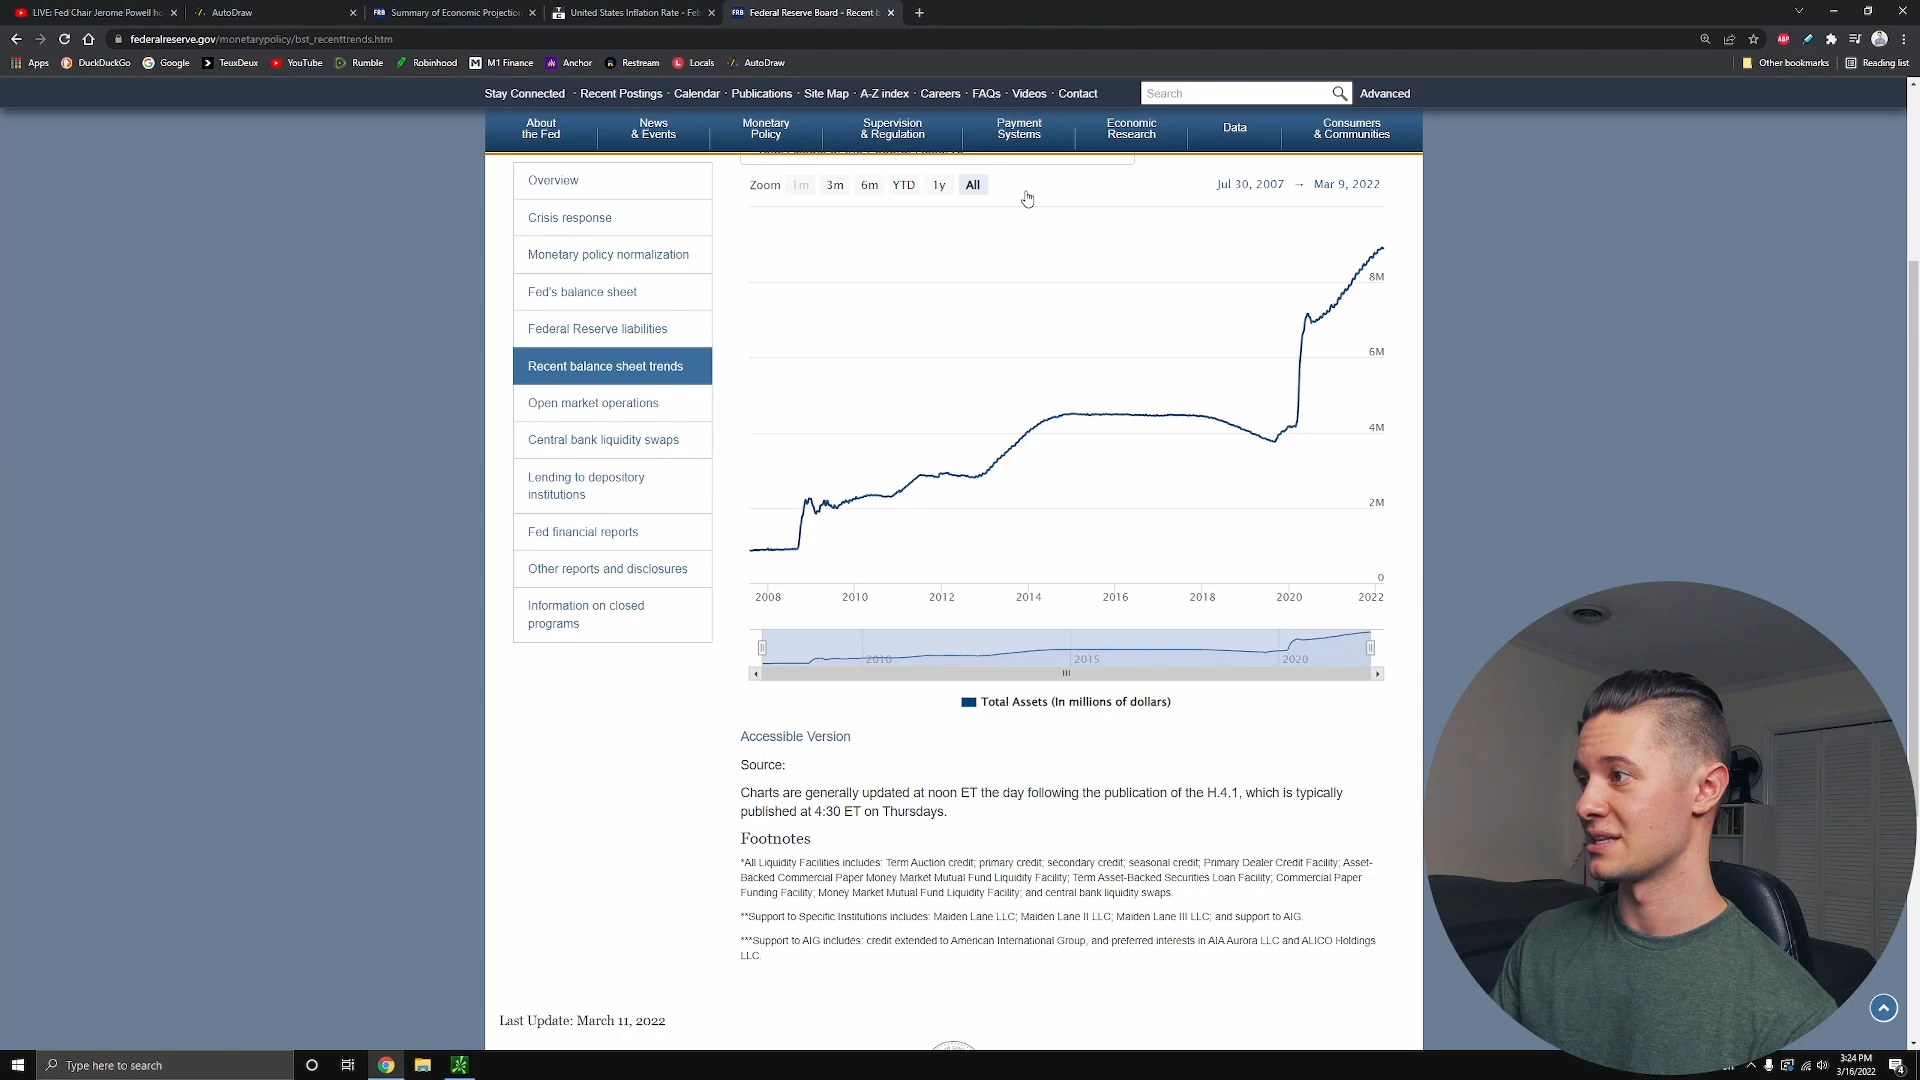 LIVE: Fed Chair Jerome Powell ho
AutoDraw
FRB Summary of Economic Projection
United States Inflation Rate - Feb
FRB Federal Reserve Board - Recent b
federalreserve.gov/monetarypolicy/bst_recenttrends.htm
ABP
Apps DuckDuckGo Google TeuxDeux YouTube Rumble Robinhood M1 Finance Anchor Restream Locals AutoDraw Other bookmarks Reading list
Stay Connected · Recent Postings · Calendar · Publications · Site Map · A-Z index · Careers · FAQs · Videos · Contact Search Advanced
About
the Fed
News
& Events
Monetary
Policy
Supervision
& Regulation
Payment
Systems
Economic
Research
Data
Consumers
& Communities
Overview
Crisis response
Monetary policy normalization
Fed's balance sheet
Federal Reserve liabilities
Recent balance sheet trends
Open market operations
Central bank liquidity swaps
Lending to depository
institutions
Fed financial reports
Other reports and disclosures
Information on closed
programs
Zoom 1m 3m 6m YTD 1y All Jul 30, 2007 → Mar 9, 2022
8M
6M
4M
2M
0
2008 2010 2012 2014 2016 2018 2020 2022
2010 2015 2020
Total Assets (In millions of dollars)
Accessible Version
Source:
Charts are generally updated at noon ET the day following the publication of the H.4.1, which is typically
published at 4:30 ET on Thursdays.
Footnotes
*All Liquidity Facilities includes: Term Auction credit; primary credit; secondary credit; seasonal credit; Primary Dealer Credit Facility; Asset-
Backed Commercial Paper Money Market Mutual Fund Liquidity Facility; Term Asset-Backed Securities Loan Facility; Commercial Paper
Funding Facility; Money Market Mutual Fund Liquidity Facility; and central bank liquidity swaps.
**Support to Specific Institutions includes: Maiden Lane LLC; Maiden Lane II LLC; Maiden Lane III LLC; and support to AIG.
***Support to AIG includes: credit extended to American International Group, and preferred interests in AIA Aurora LLC and ALICO Holdings
LLC.
Last Update: March 11, 2022
Type here to search
3:24 PM
3/16/2022
4